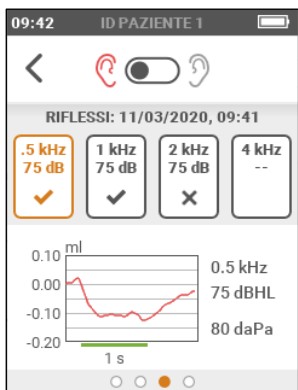 09:42 ID PAZIENTE 1
RIFLESSI: 11/03/2020, 09:41
.5 kHz 1 kHz 2 kHz 4 kHz
75 dB 75 dB 75 dB --
ml
0.10
0.00
-0.10
-0.20
1 s
0.5 kHz
75 dBHL
80 daPa